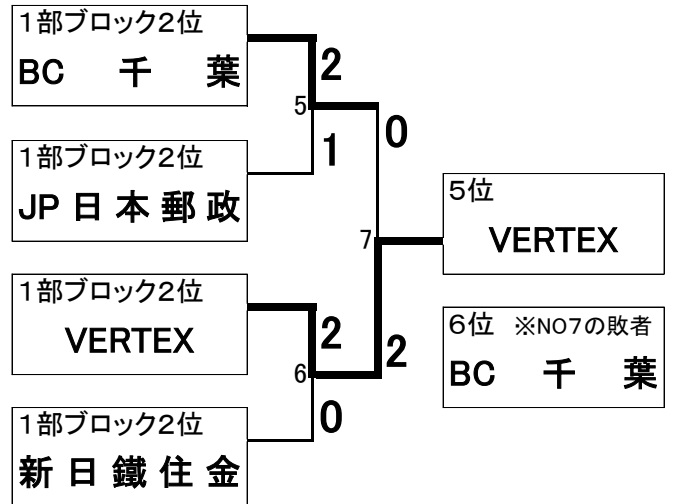 1部ブロック2位
BC 千 葉
2
5
0
1
1部ブロック2位
JP 日 本 郵 政
5位
VERTEX
7
1部ブロック2位
VERTEX
2
2
6
0
6位 ※NO7の敗者
BC 千 葉
1部ブロック2位
新 日 鐵 住 金